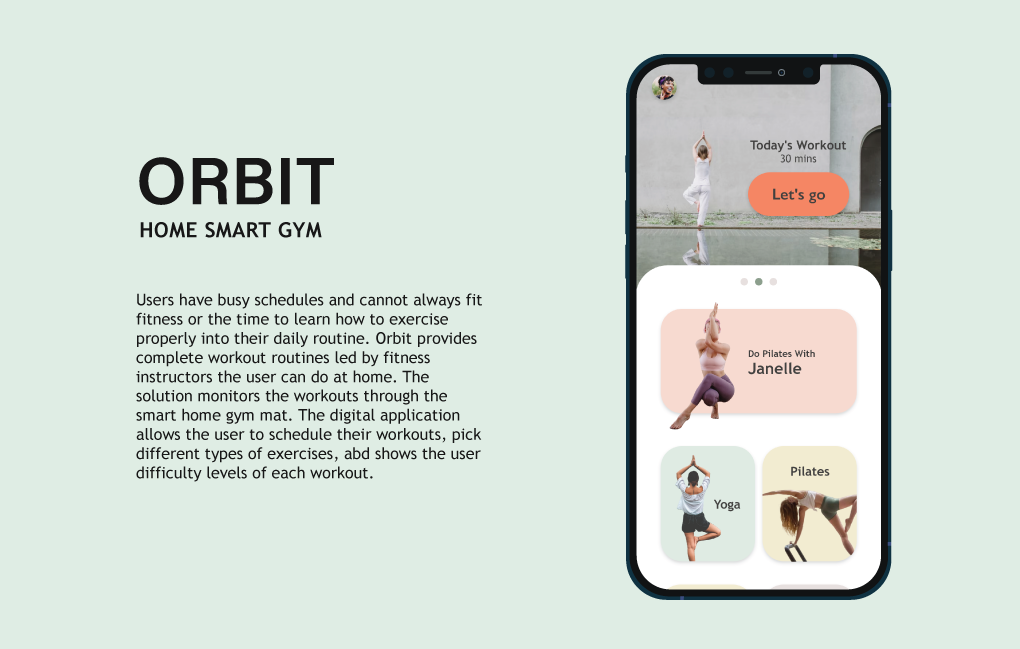 ORBIT
HOME SMART GYM
Users have busy schedules and cannot always fit
fitness or the time to learn how to exercise
properly into their daily routine. Orbit provides
complete workout routines led by fitness
instructors the user can do at home. The
solution monitors the workouts through the
smart home gym mat. The digital application
allows the user to schedule their workouts, pick
different types of exercises, abd shows the user
difficulty levels of each workout.
Today's Workout
30 mins
Let's go
Do Pilates With
Janelle
Yoga
Pilates